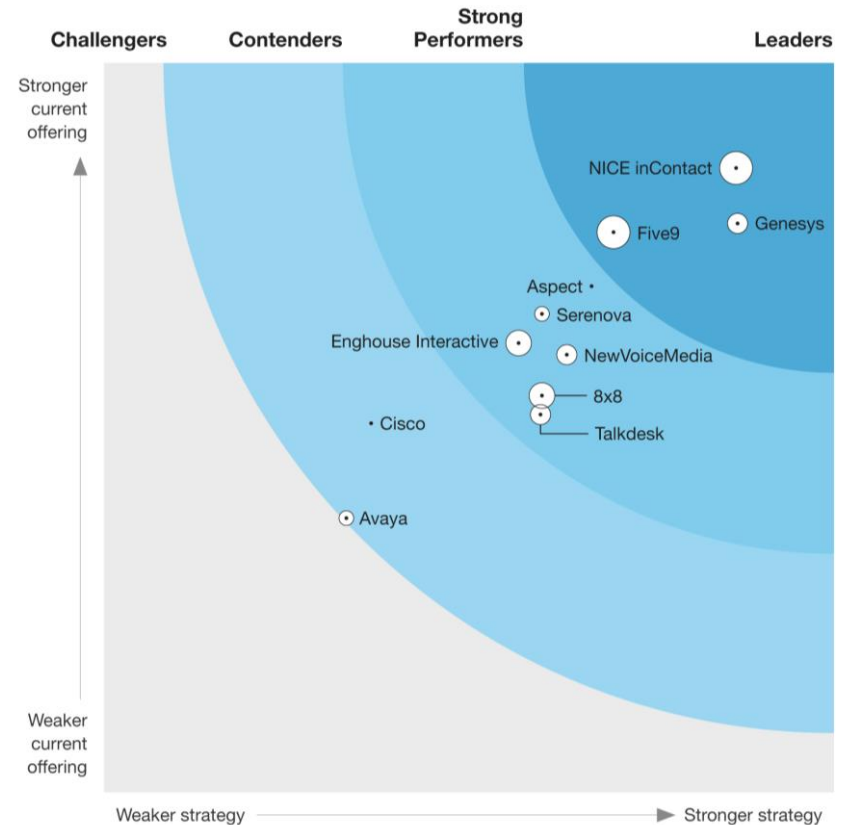 Challengers
Contenders
Strong
Performers
Leaders
Stronger
current
offering
NICE inContact
Genesys
Five9
Aspect
Serenova
Enghouse Interactive
NewVoiceMedia
8x8
Cisco
Talkdesk
Avaya
Weaker
current
offering
Weaker strategy
Stronger strategy